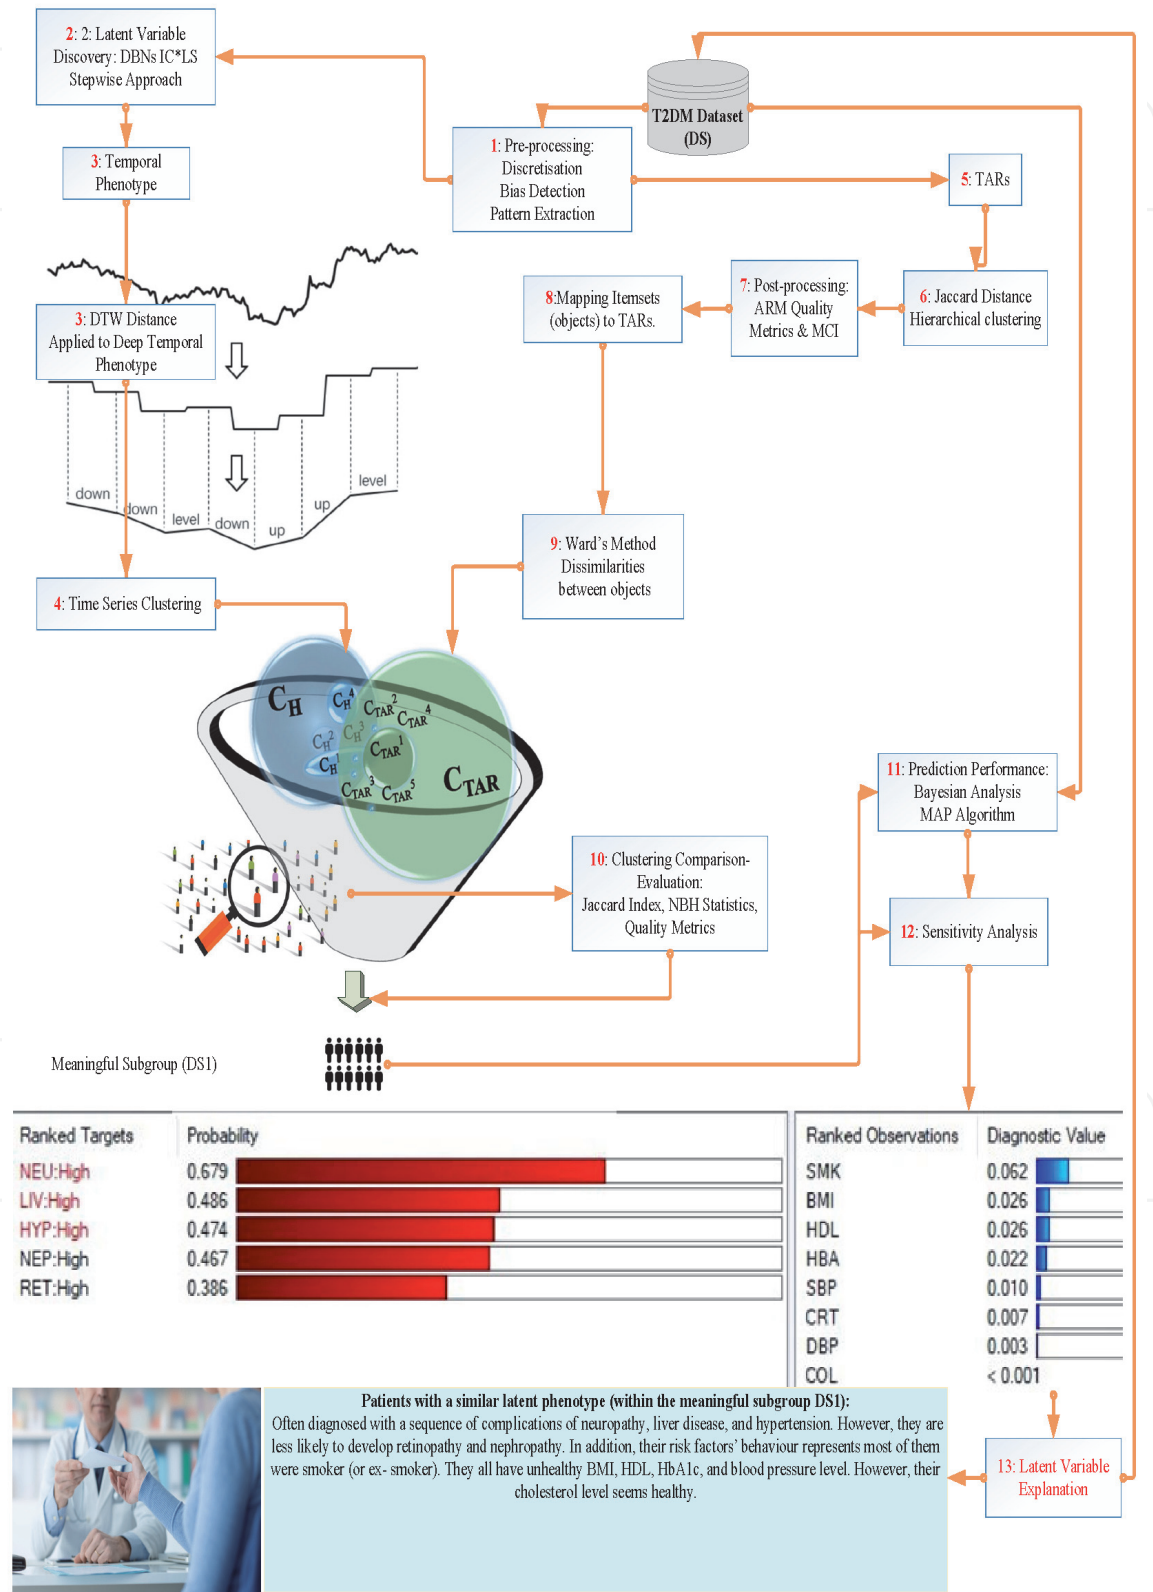 2: 2: Latent Variable
Discovery: DBNs IC*LS
Stepwise Approach
T2DM Dataset
(DS)
1: Pre-processing:
Discretisation
Bias Detection
Pattern Extraction
3: Temporal
Phenotype
5: TARs
3: DTW Distance
Applied to Deep Temporal
Phenotype
8:Mapping Itemsets
(objects) to TARs.
7: Post-processing:
ARM Quality
Metrics & MCI
6: Jaccard Distance
Hierarchical clustering
down
down
level
down
up
up
level
9: Ward's Method
Dissimilarities
between objects
4: Time Series Clustering
CH
CH4
CTAR2
CTAR4
CH3
CH2
CTAR1
CH1
CTAR3
CTAR5
CTAR
11: Prediction Performance:
Bayesian Analysis
MAP Algorithm
10: Clustering Comparison-
Evaluation:
Jaccard Index, NBH Statistics,
Quality Metrics
12: Sensitivity Analysis
Meaningful Subgroup (DS1)
Ranked Targets Probability
NEU:High 0.679
LIV:High 0.486
HYP:High 0.474
NEP:High 0.467
RET:High 0.386
Ranked Observations Diagnostic Value
SMK 0.062
BMI 0.026
HDL 0.026
HBA 0.022
SBP 0.010
CRT 0.007
DBP 0.003
COL < 0.001
Patients with a similar latent phenotype (within the meaningful subgroup DS1):
Often diagnosed with a sequence of complications of neuropathy, liver disease, and hypertension. However, they are
less likely to develop retinopathy and nephropathy. In addition, their risk factors' behaviour represents most of them
were smoker (or ex- smoker). They all have unhealthy BMI, HDL, HbA1c, and blood pressure level. However, their
cholesterol level seems healthy.
13: Latent Variable
Explanation